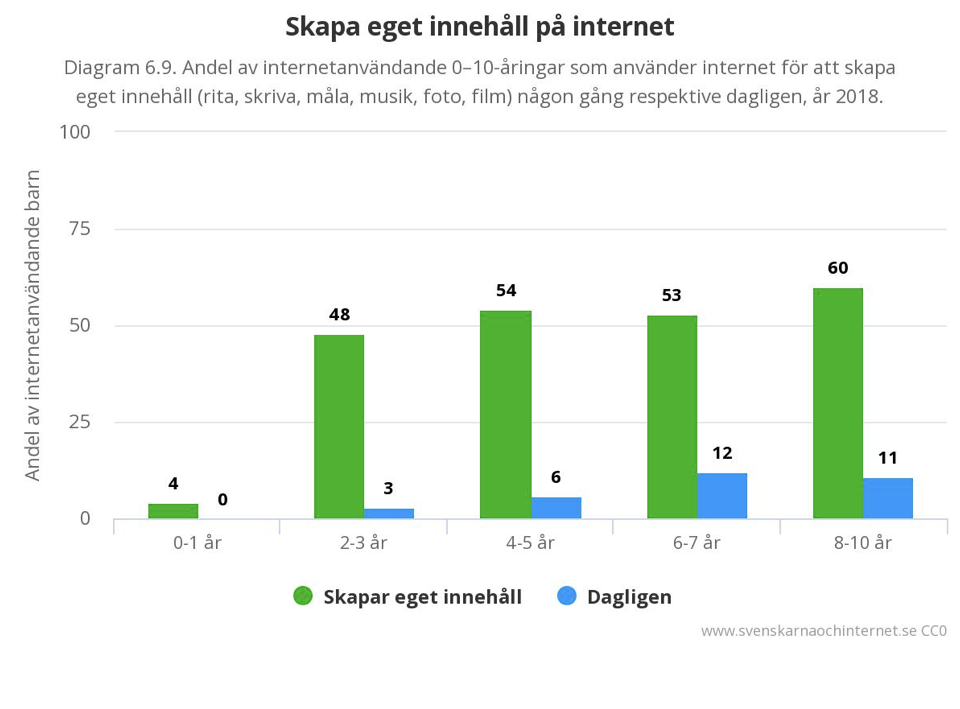 Skapa eget innehåll på internet
Diagram 6.9. Andel av internetanvändande 0–10-åringar som använder internet för att skapa
eget innehåll (rita, skriva, måla, musik, foto, film) någon gång respektive dagligen, år 2018.
Andel av internetanvändande barn
100
75
50
25
0
4
0
48
3
54
6
53
12
60
11
0-1 år
2-3 år
4-5 år
6-7 år
8-10 år
Skapar eget innehåll
Dagligen
www.svenskarnaochinternet.se CC0